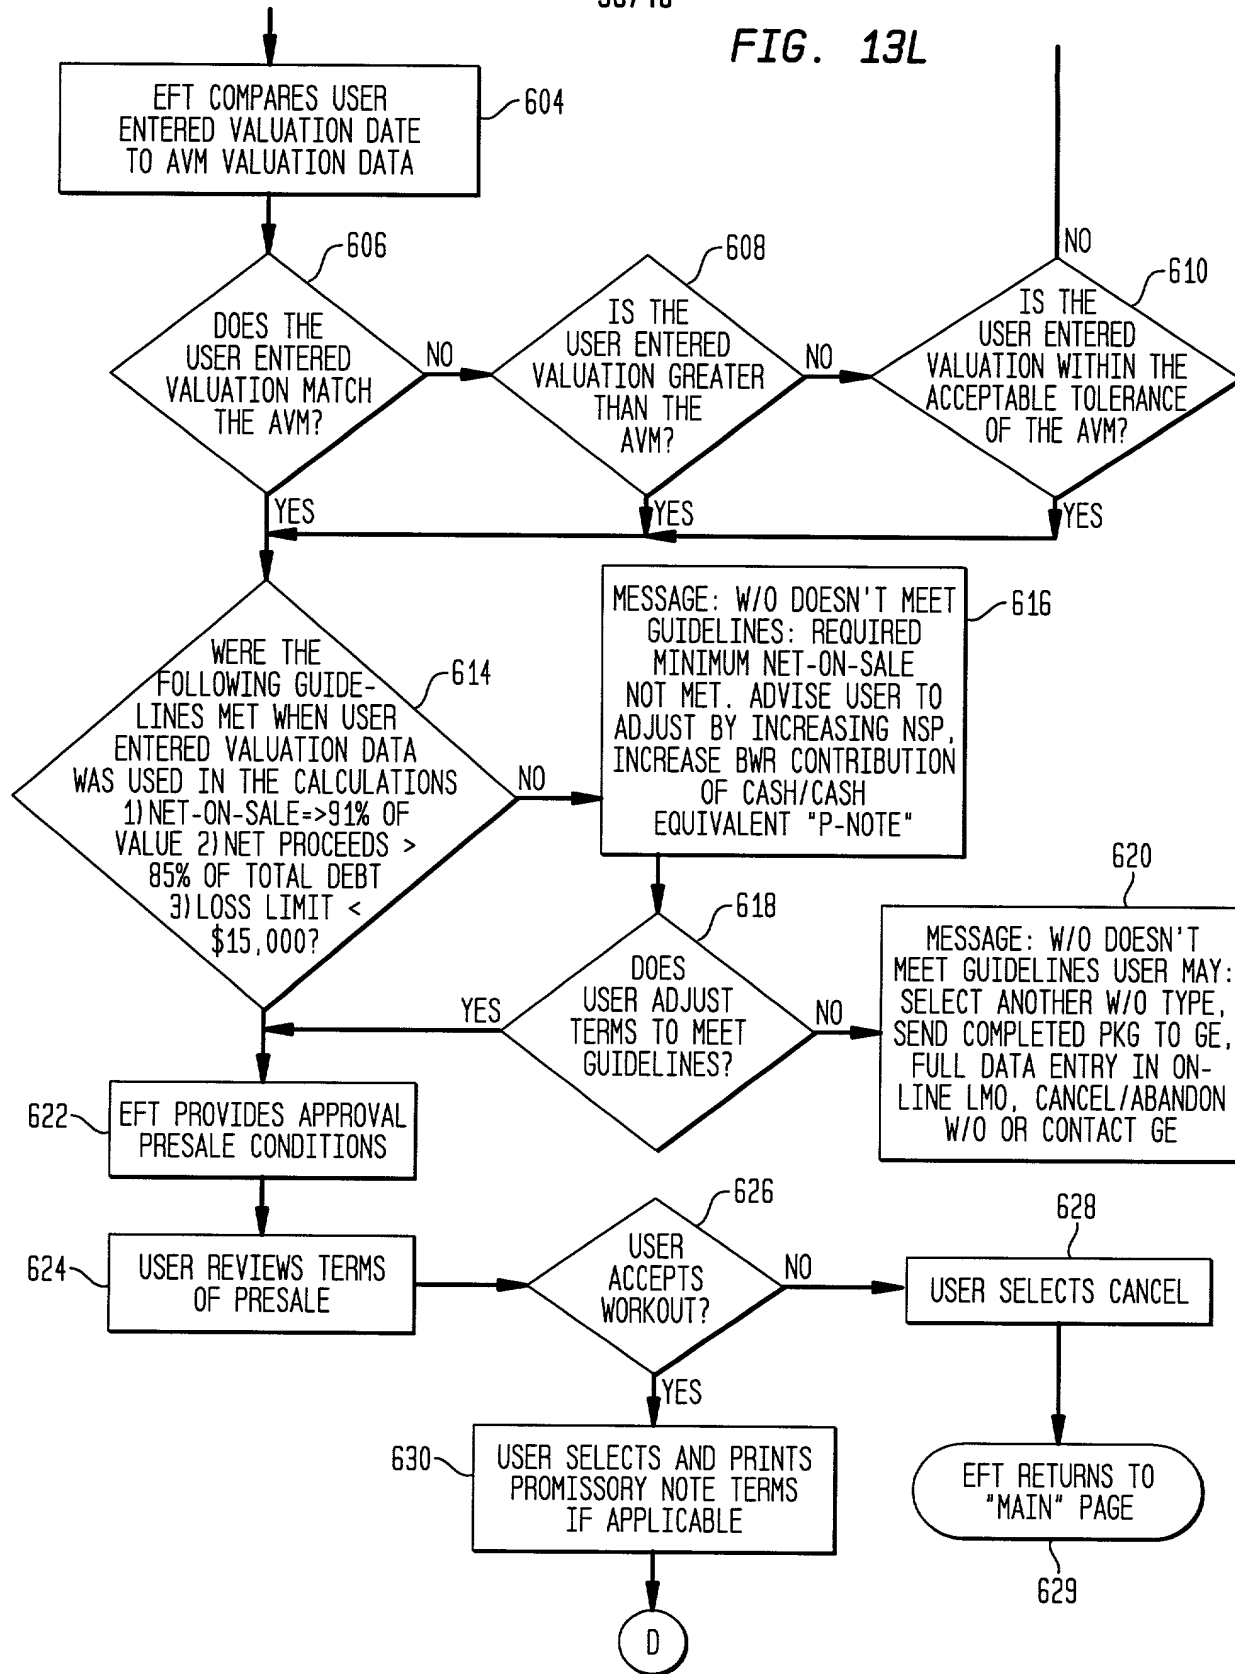 FIG. 13L
EFT COMPARES USER
ENTERED VALUATION DATE
TO AVM VALUATION DATA
604
606
DOES THE
USER ENTERED
VALUATION MATCH
THE AVM?
NO
YES
608
IS THE
USER ENTERED
VALUATION GREATER
THAN THE
AVM?
NO
YES
NO
610
IS THE
USER ENTERED
VALUATION WITHIN THE
ACCEPTABLE TOLERANCE
OF THE AVM?
YES
WERE THE
FOLLOWING GUIDE-
LINES MET WHEN USER
ENTERED VALUATION DATA
WAS USED IN THE CALCULATIONS
1)NET-ON-SALE=>91% OF
VALUE 2)NET PROCEEDS >
85% OF TOTAL DEBT
3)LOSS LIMIT <
$15,000?
614
NO
MESSAGE: W/O DOESN'T MEET
GUIDELINES: REQUIRED
MINIMUM NET-ON-SALE
NOT MET. ADVISE USER TO
ADJUST BY INCREASING NSP,
INCREASE BWR CONTRIBUTION
OF CASH/CASH
EQUIVALENT "P-NOTE"
616
618
DOES
USER ADJUST
TERMS TO MEET
GUIDELINES?
YES
NO
620
MESSAGE: W/O DOESN'T
MEET GUIDELINES USER MAY:
SELECT ANOTHER W/O TYPE,
SEND COMPLETED PKG TO GE,
FULL DATA ENTRY IN ON-
LINE LMO, CANCEL/ABANDON
W/O OR CONTACT GE
622
EFT PROVIDES APPROVAL
PRESALE CONDITIONS
624
USER REVIEWS TERMS
OF PRESALE
626
USER
ACCEPTS
WORKOUT?
NO
YES
628
USER SELECTS CANCEL
630
USER SELECTS AND PRINTS
PROMISSORY NOTE TERMS
IF APPLICABLE
EFT RETURNS TO
"MAIN" PAGE
629
D